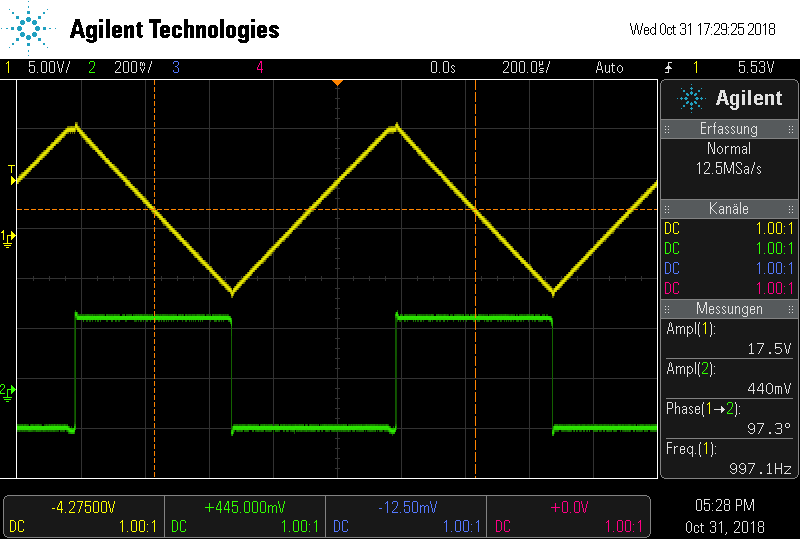 Agilent Technologies
Wed Oct 31 17:29:25 2018
1 5.00V/ 2 200mV/ 3 4 0.0s 200.0µs/ Auto 1 5.53V
T
1
2
Agilent
Erfassung
Normal
12.5MSa/s
Kanäle
DC 1.00:1
DC 1.00:1
DC 1.00:1
DC 1.00:1
Messungen
Ampl(1):
17.5V
Ampl(2):
440mV
Phase(1→2):
97.3°
Freq.(1):
997.1Hz
-4.27500V
DC 1.00:1
+445.000mV
DC 1.00:1
-12.50mV
DC 1.00:1
+0.0V
DC 1.00:1
05:28 PM
Oct 31, 2018